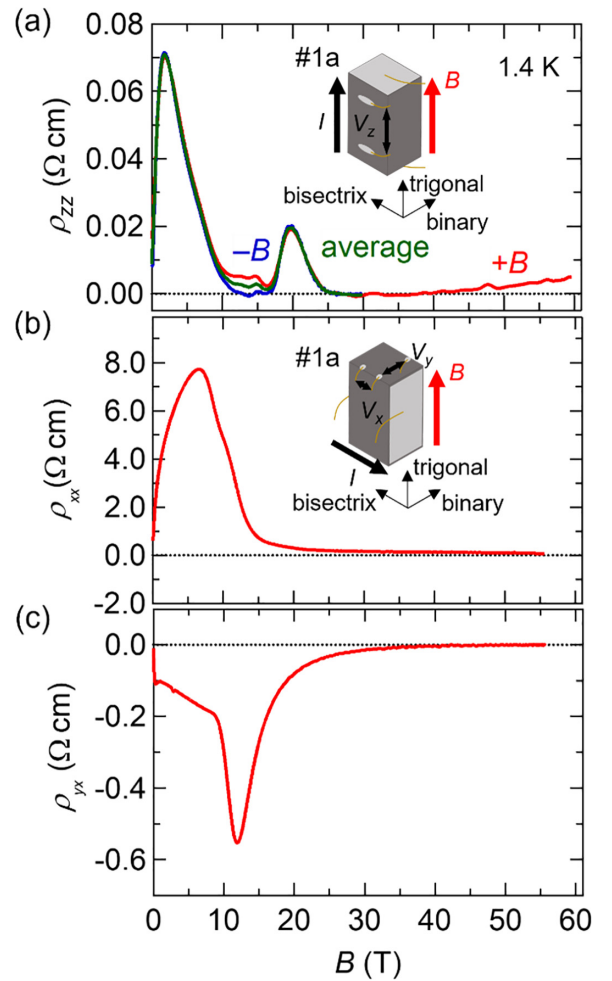 (a)
0.08
0.06
0.04
0.02
0.00
ρzz (Ω cm)
#1a
1.4 K
I
Vz
B
bisectrix
trigonal
binary
–B
average
+B
(b)
8.0
6.0
4.0
2.0
0.0
-2.0
ρxx (Ω cm)
#1a
Vy
Vx
B
I
bisectrix
trigonal
binary
(c)
0.0
-0.2
-0.4
-0.6
ρyx (Ω cm)
0 10 20 30 40 50 60
B (T)